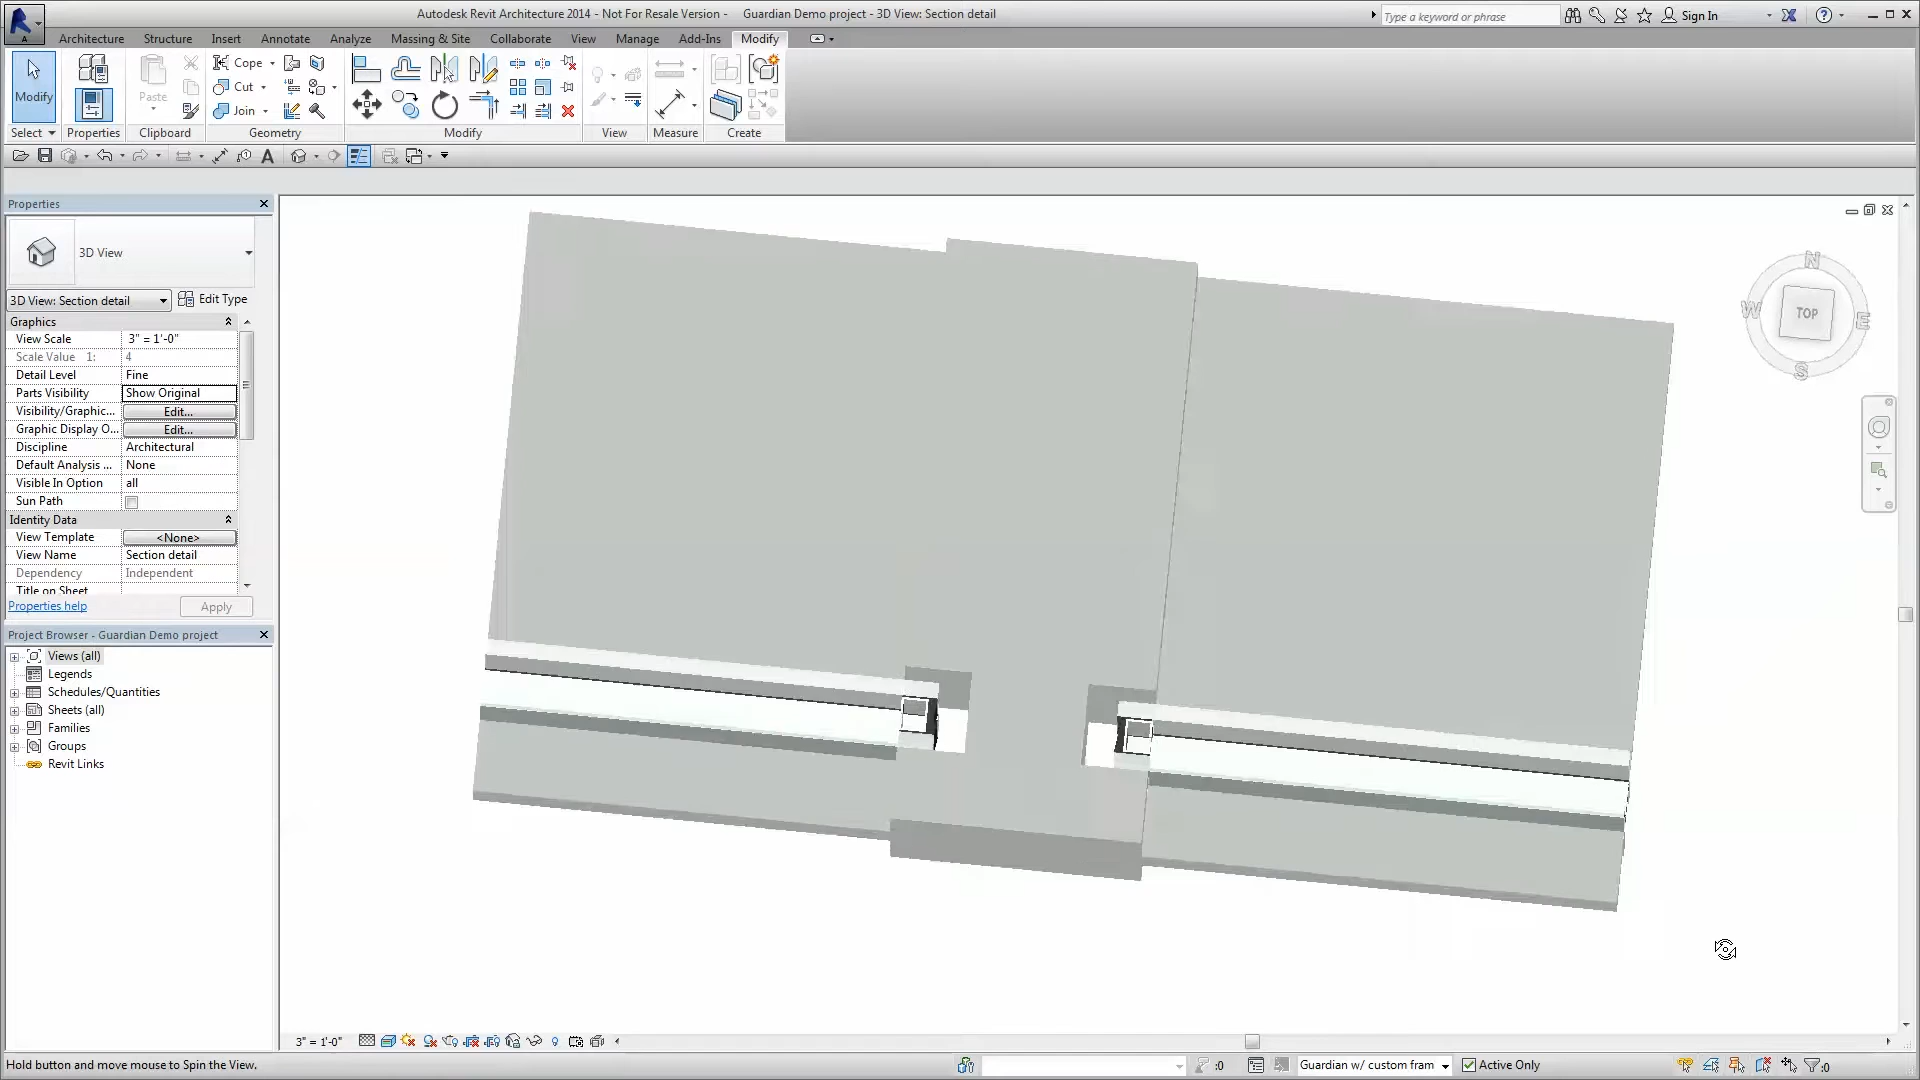 Autodesk Revit Architecture 2014 - Not For Resale Version - Guardian Demo project - 3D View: Section detail
Type a keyword or phrase
Sign In
Architecture Structure Insert Annotate Analyze Massing & Site Collaborate View Manage Add-Ins Modify
Modify
Paste
Cope
Cut
Join
Select Properties Clipboard Geometry Modify View Measure Create
Properties
3D View
3D View: Section detail Edit Type
Graphics
View Scale 3" = 1'-0"
Scale Value 1: 4
Detail Level Fine
Parts Visibility Show Original
Visibility/Graphic... Edit...
Graphic Display O... Edit...
Discipline Architectural
Default Analysis ... None
Visible In Option all
Sun Path
Identity Data
View Template <None>
View Name Section detail
Dependency Independent
Title on Sheet
Properties help Apply
Project Browser - Guardian Demo project
Views (all)
Legends
Schedules/Quantities
Sheets (all)
Families
Groups
Revit Links
N
W TOP E
S
3" = 1'-0"
Hold button and move mouse to Spin the View.
:0
Guardian w/ custom fram
Active Only
:0